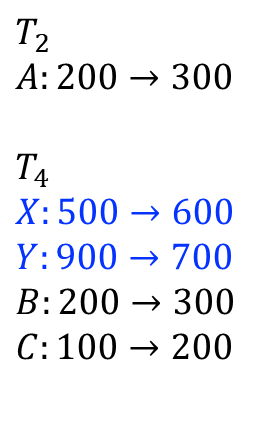 T₂
A: 200 → 300
T₄
X: 500 → 600
Y: 900 → 700
B: 200 → 300
C: 100 → 200